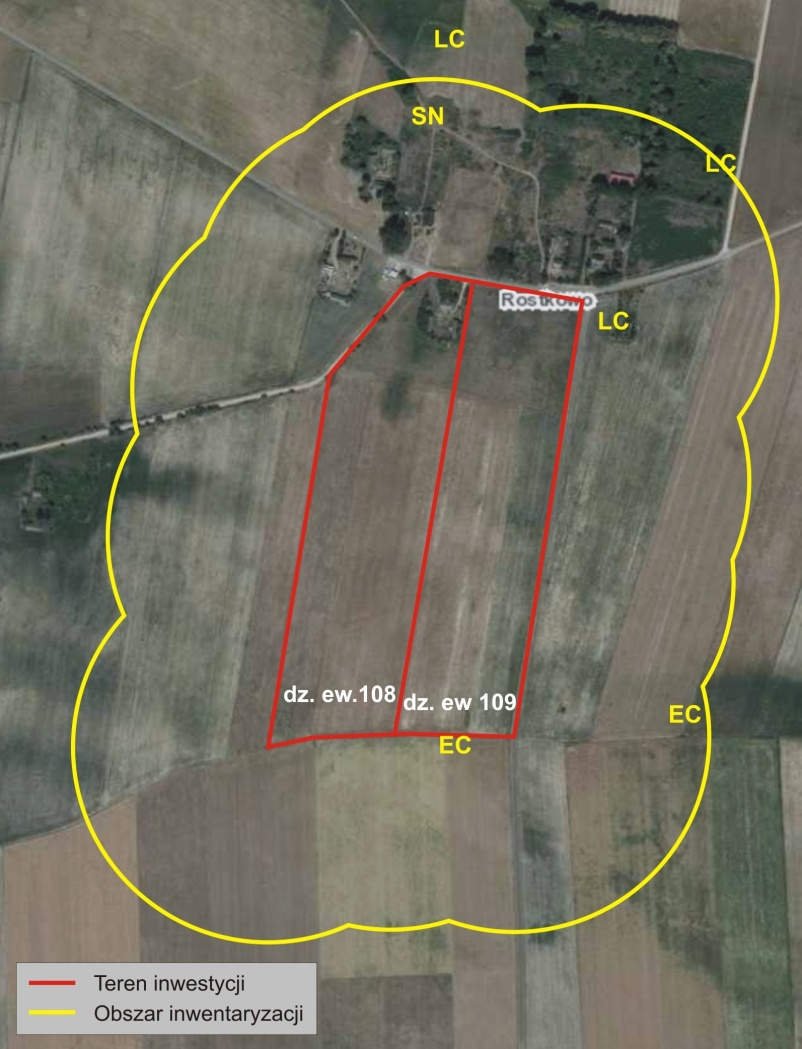 LC
SN
LC
Rostkowo
LC
dz. ew.108
dz. ew 109
EC
EC
Teren inwestycji
Obszar inwentaryzacji